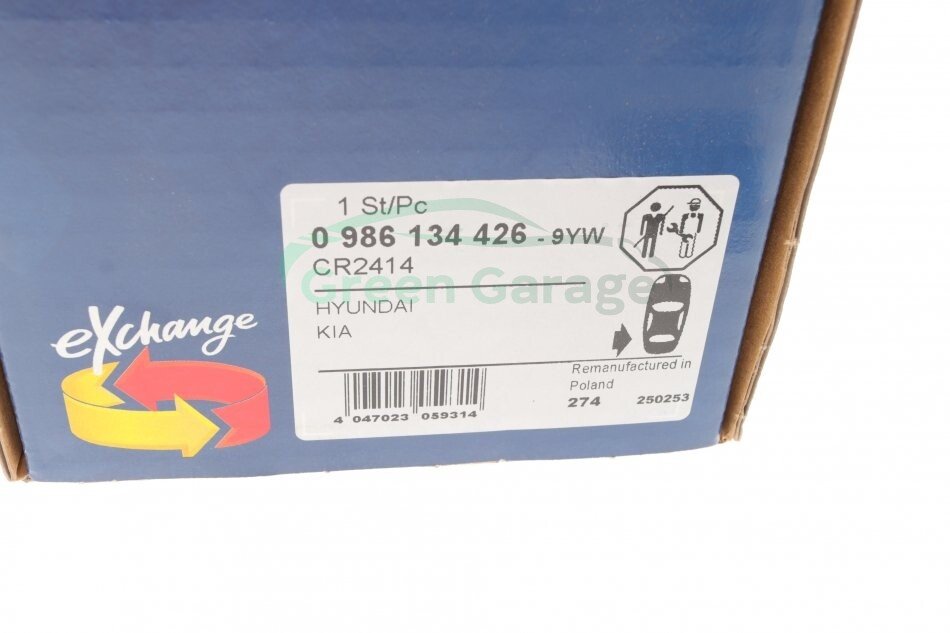 1 St/Pc
0 986 134 426 - 9YW
CR2414
Green Garage
HYUNDAI
KIA
eXchange
Remanufactured in
Poland
274 250253
4 047023 059314